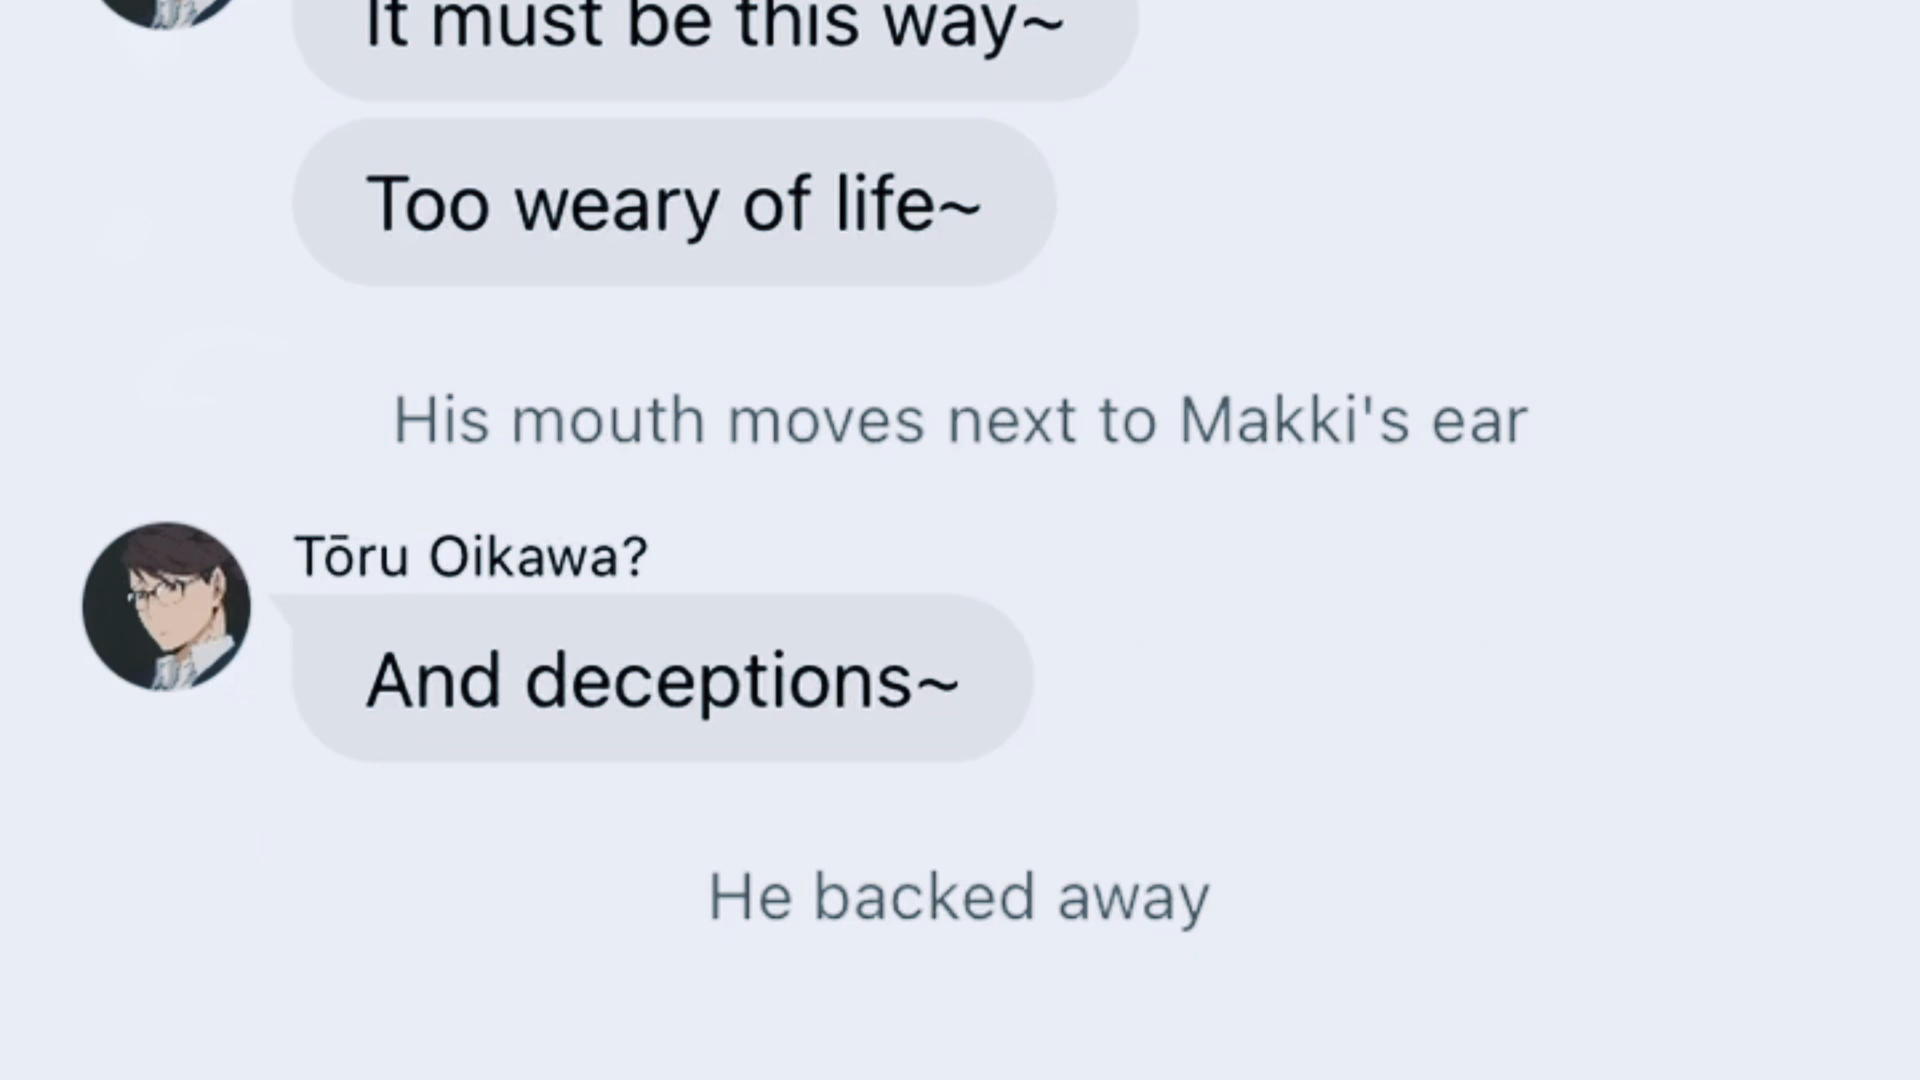 It must be this way~
Too weary of life~
His mouth moves next to Makki's ear
Tōru Oikawa?
And deceptions~
He backed away